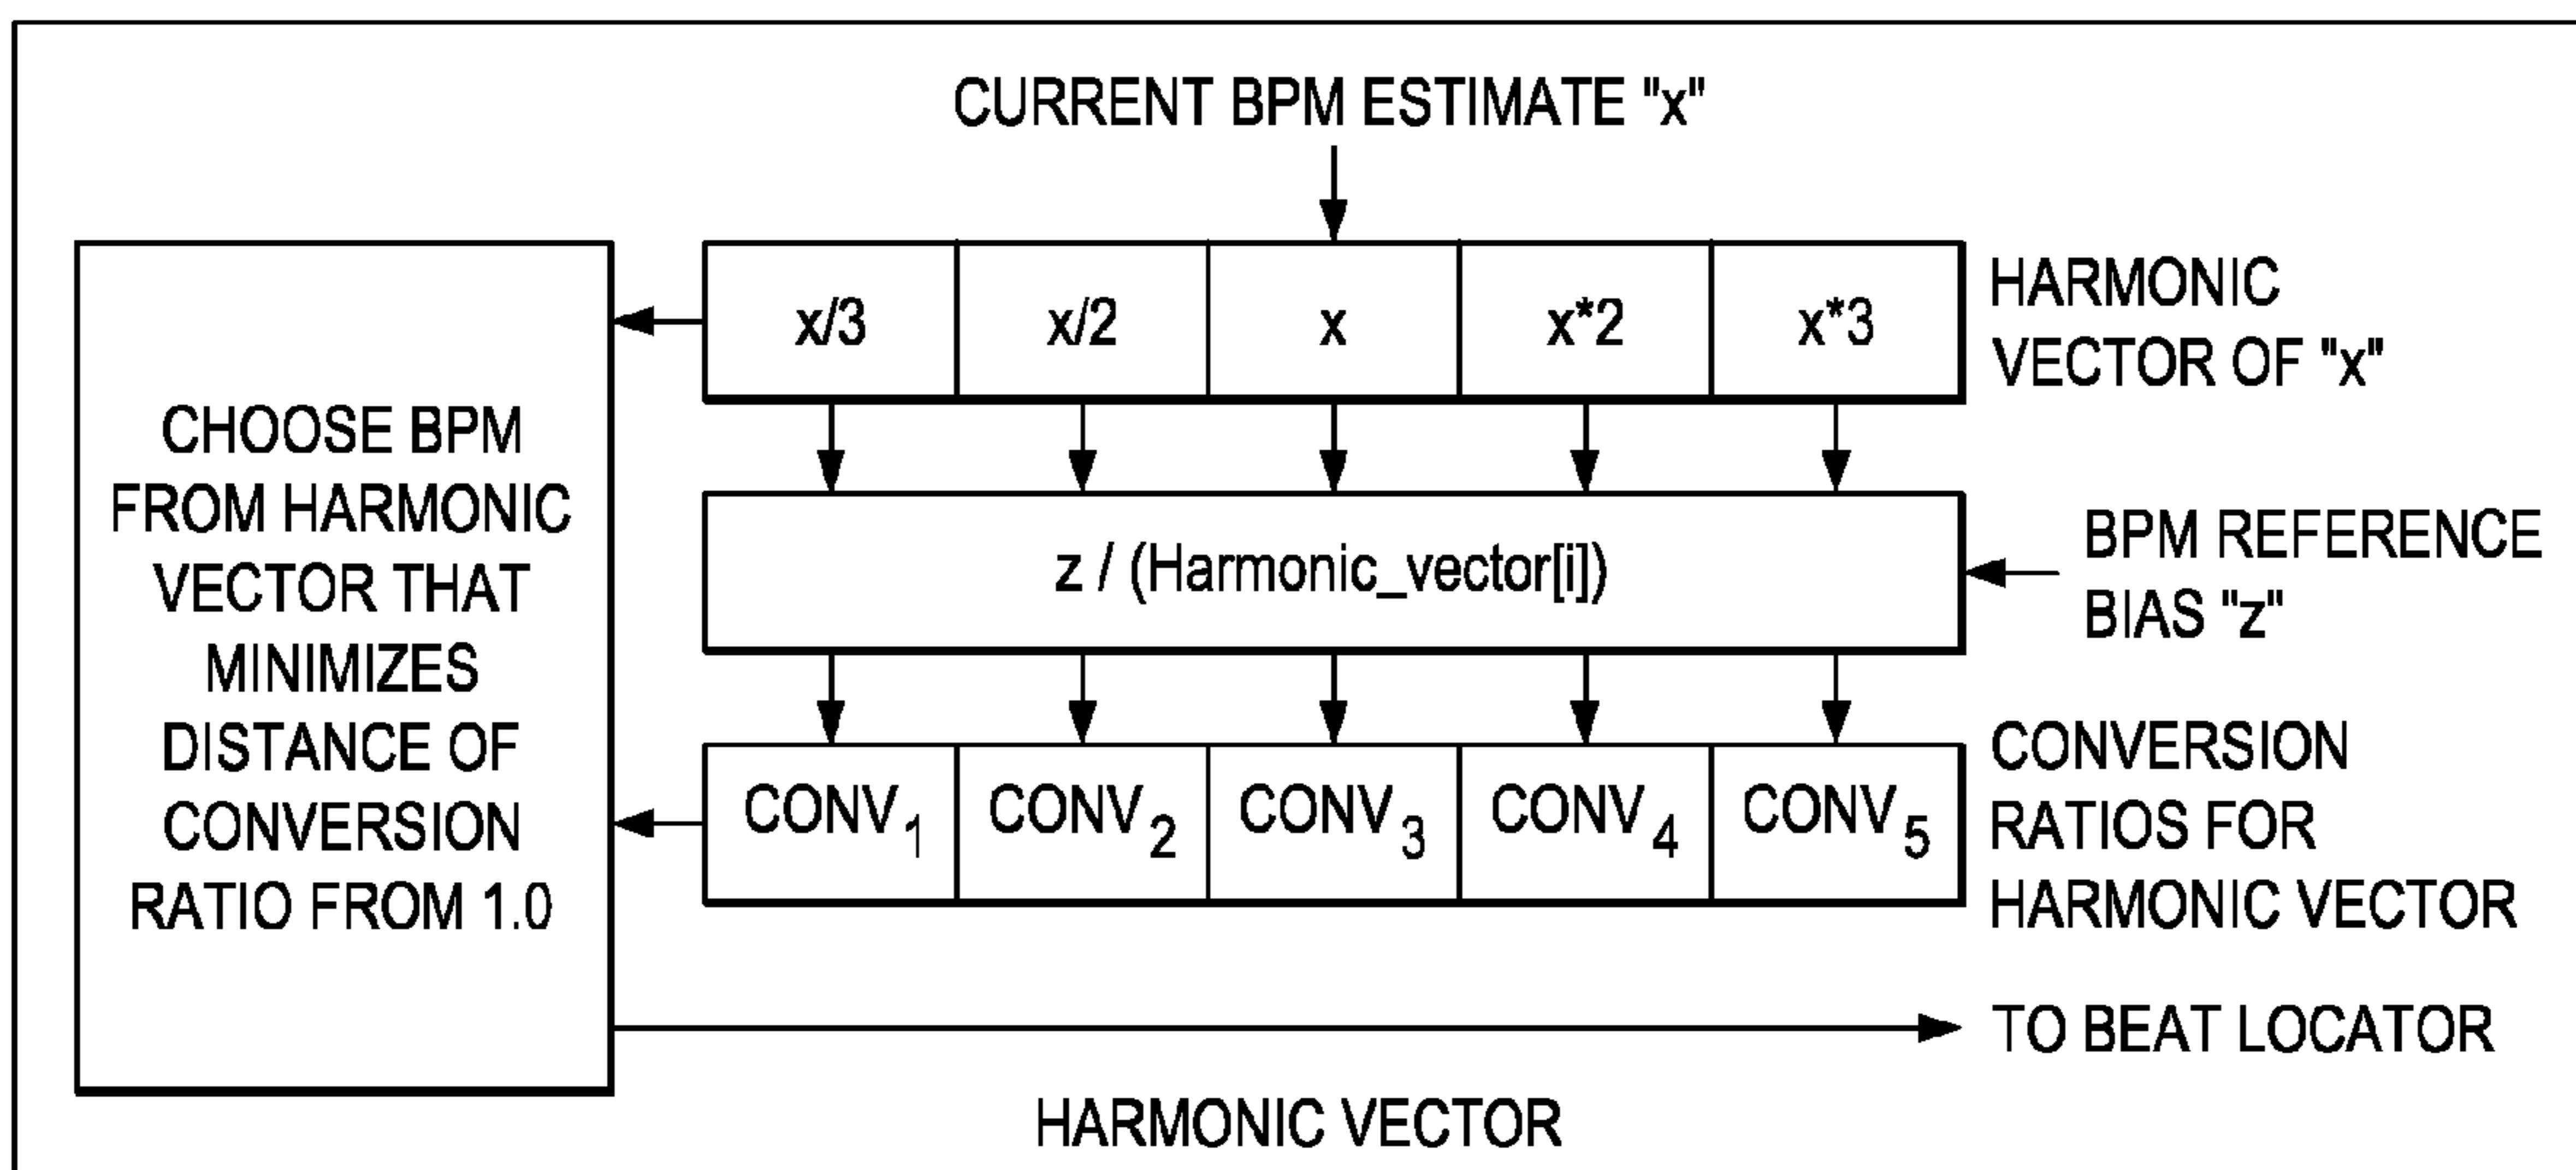 CURRENT BPM ESTIMATE "x"
x/3
x/2
x
x*2
x*3
HARMONIC
VECTOR OF "x"
CHOOSE BPM
FROM HARMONIC
VECTOR THAT
MINIMIZES
DISTANCE OF
CONVERSION
RATIO FROM 1.0
z / (Harmonic_vector[i])
BPM REFERENCE
BIAS "z"
CONV1
CONV2
CONV3
CONV4
CONV5
CONVERSION
RATIOS FOR
HARMONIC VECTOR
TO BEAT LOCATOR
HARMONIC VECTOR